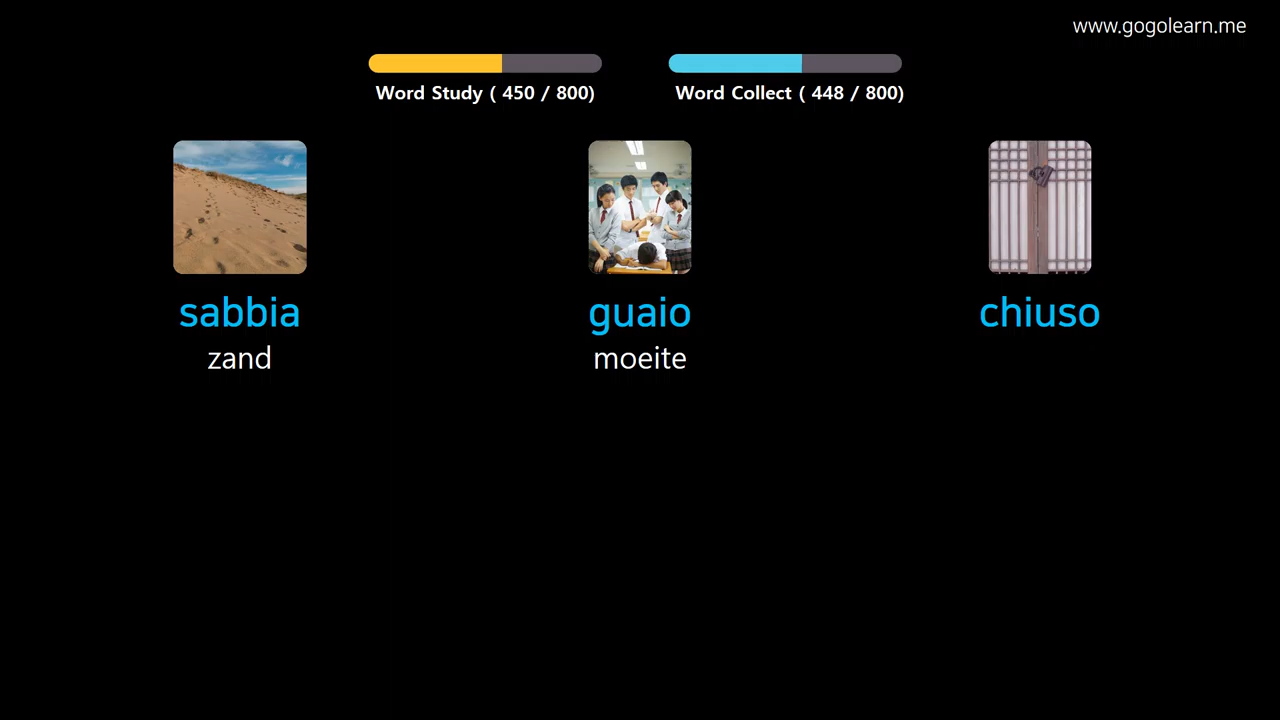 www.gogolearn.me
Word Study ( 450 / 800)
Word Collect ( 448 / 800)
sabbia
guaio
chiuso
zand
moeite